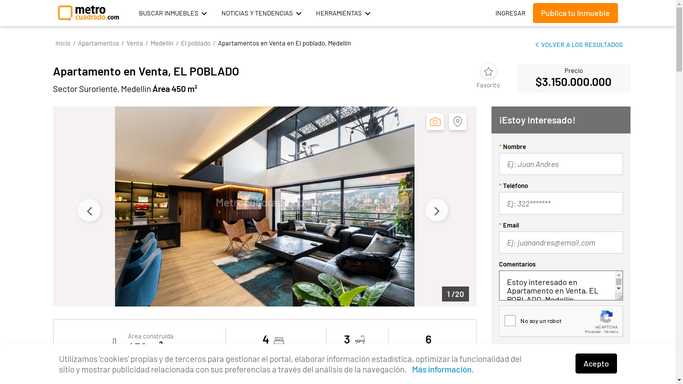 metro
cuadrado.com
BUSCAR INMUEBLES
NOTICIAS Y TENDENCIAS
HERRAMIENTAS
INGRESAR
Publica tu Inmueble
Inicio / Apartamentos / Venta / Medellín / El poblado / Apartamentos en Venta en El poblado, Medellín
VOLVER A LOS RESULTADOS
Apartamento en Venta, EL POBLADO
Sector Suroriente, Medellín Área 450 m²
Favorito
Precio
$3.150.000.000
1 / 20
¡Estoy Interesado!
* Nombre
Ej: Juan Andres
* Teléfono
Ej: 322*******
* Email
Ej: juanandres@email.com
Comentarios
Estoy interesado en
Apartamento en Venta, EL
POBLADO, Medellín
No soy un robot
reCAPTCHA
Privacidad - Términos
Área construida
4
3
6
Utilizamos 'cookies' propias y de terceros para gestionar el portal, elaborar información estadística, optimizar la funcionalidad del
sitio y mostrar publicidad relacionada con sus preferencias a través del análisis de la navegación. Más información.
Acepto